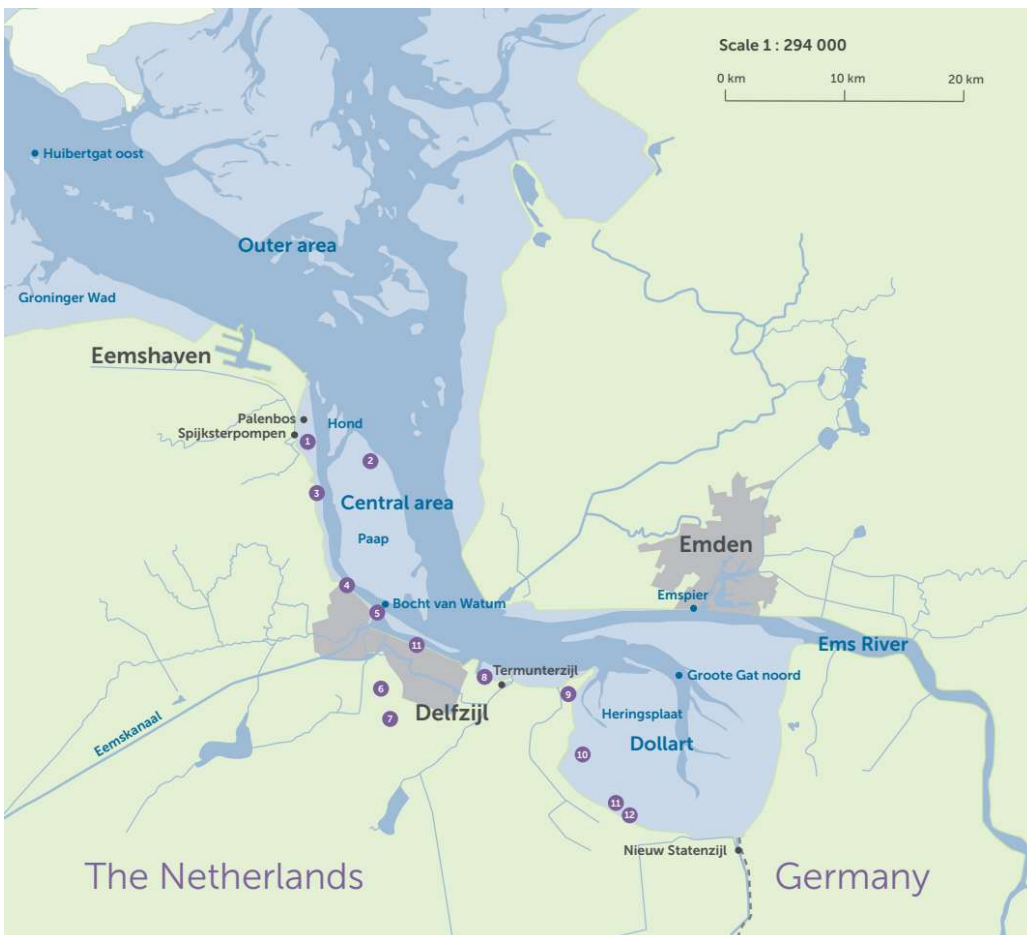 Scale 1 : 294 000
0 km 10 km 20 km
Huibertgat oost
Outer area
Groninger Wad
Eemshaven
Palenbos
Hond
Spijksterpompen
1
2
3
Central area
Paap
Emden
4
Bocht van Watum
Emspier
5
11
Ems River
Termunterzijl
8
Groote Gat noord
6
9
Delfzijl
Heringsplaat
7
Eemskanaal
Dollart
10
11
12
Nieuw Statenzijl
The Netherlands
Germany